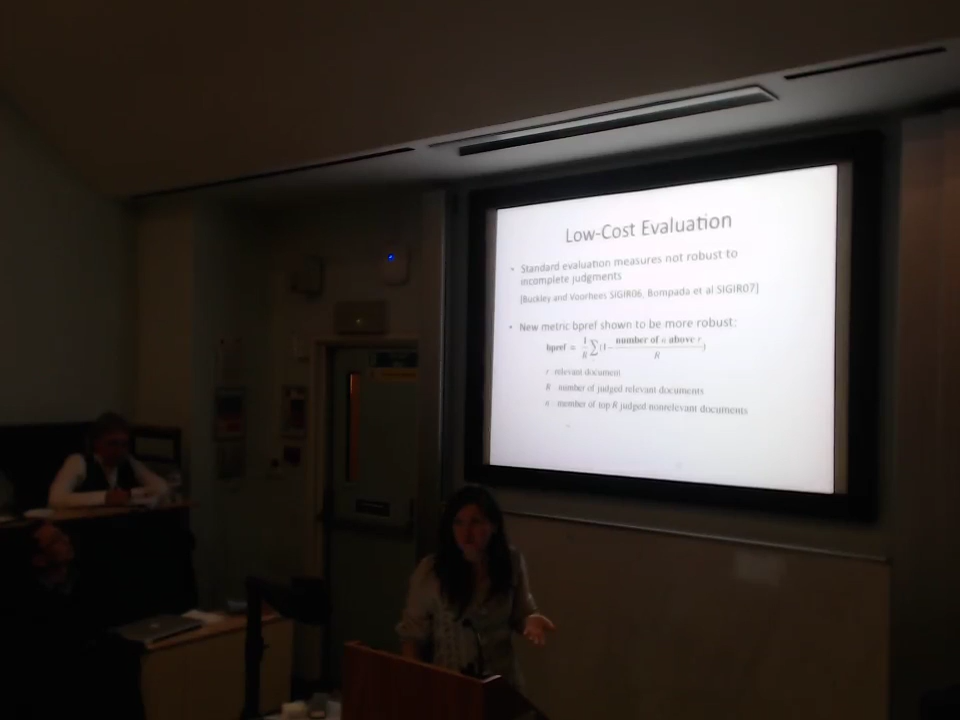 Low-Cost Evaluation
• Standard evaluation measures not robust to
incomplete judgments
[Buckley and Voorhees SIGIR06, Bompada et al SIGIR07]
• New metric bpref shown to be more robust:
bpref = 1/R ∑ (1 - number of n above r / R)
r relevant document
R number of judged relevant documents
n member of top R judged nonrelevant documents